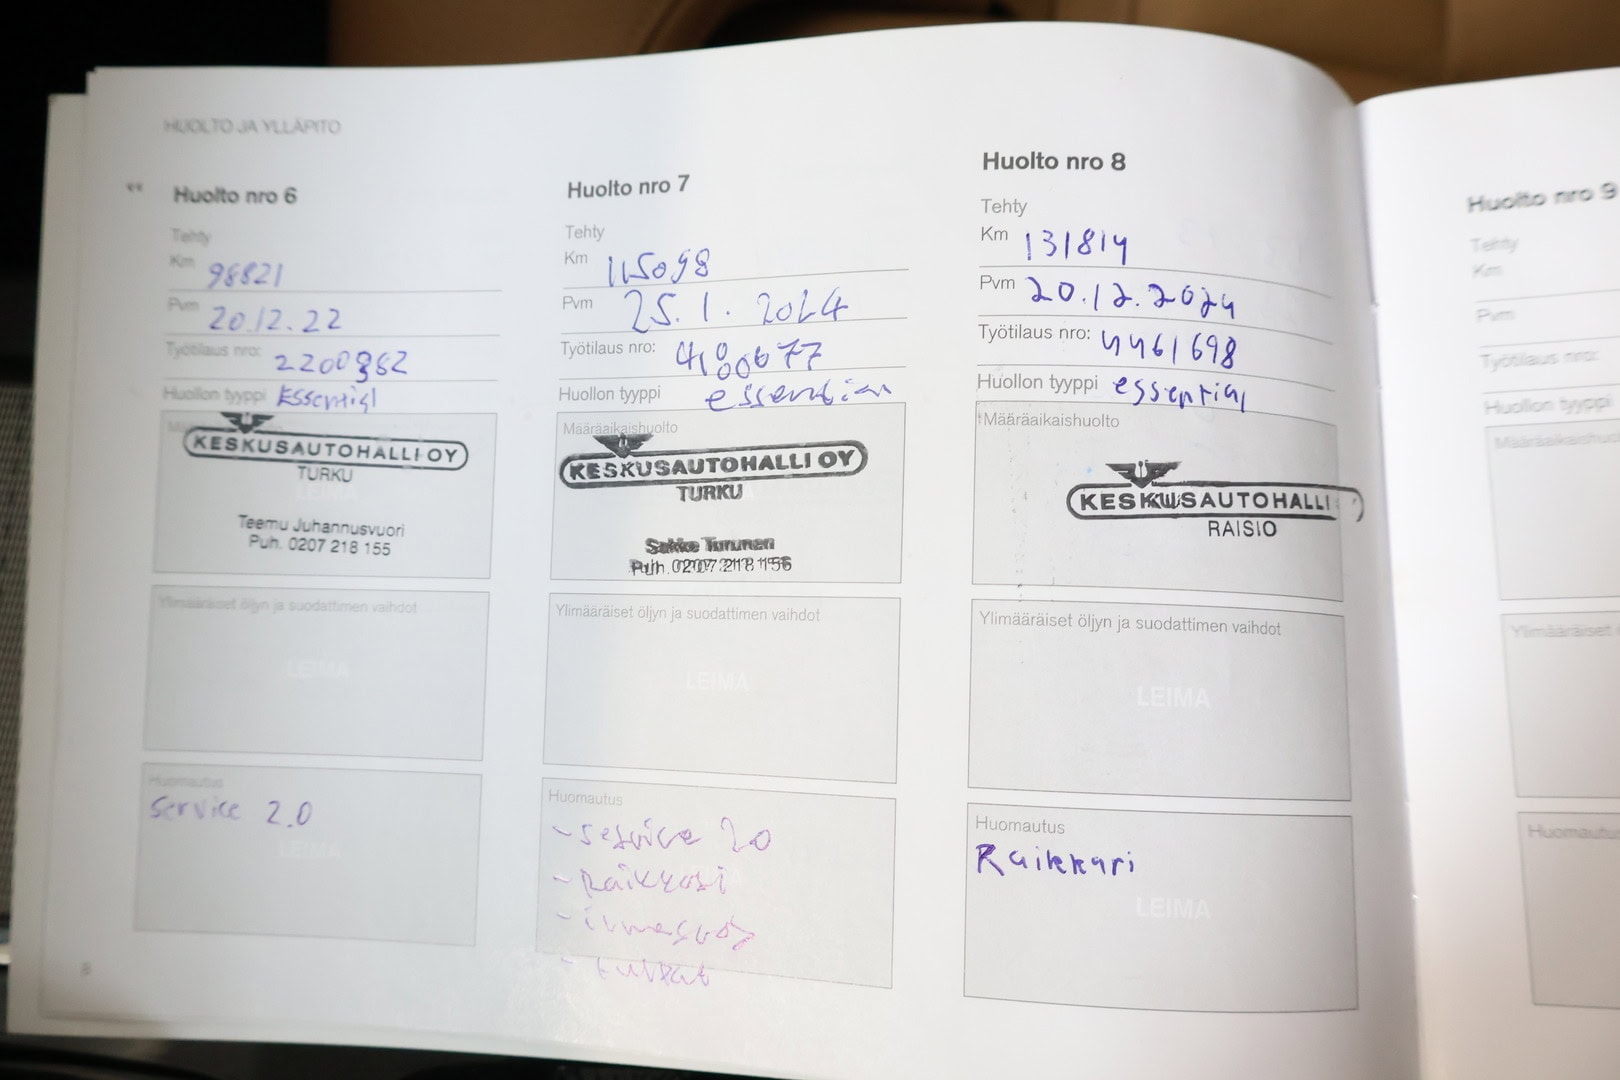 HUOLTO JA YLLÄPITO
Huolto nro 6
Tehty
Km 98821
Pvm 20.12.22
Työtilaus nro:
Huollon tyyppi Essential
KESKUSAUTOHALLI OY
TURKU
Teemu Juhannusvuori
Puh. 0207 218 155
Ylimääräiset öljyn ja suodattimen vaihdot
LEIMA
Huomautus
Service 2.0
LEIMA
8
Huolto nro 7
Tehty
Km 115098
Pvm 25.1.2024
Työtilaus nro:
Huollon tyyppi
Määräaikaishuolto
KESKUSAUTOHALLI OY
TURKU
Sakke Turunen
Puh. 0207 218 156
Ylimääräiset öljyn ja suodattimen vaihdot
LEIMA
Huomautus
- service 2.0
- Raikkari
Huolto nro 8
Tehty
Km 131814
Pvm 20.12.2024
Työtilaus nro: 4461698
Huollon tyyppi essential
Määräaikaishuolto
KESKUSAUTOHALLI
RAISIO
Ylimääräiset öljyn ja suodattimen vaihdot
LEIMA
Huomautus
Raikkari
LEIMA
Huolto nro 9
Tehty
Km
Pvm
Työtilaus nro:
Huollon tyyppi
Ylimääräiset